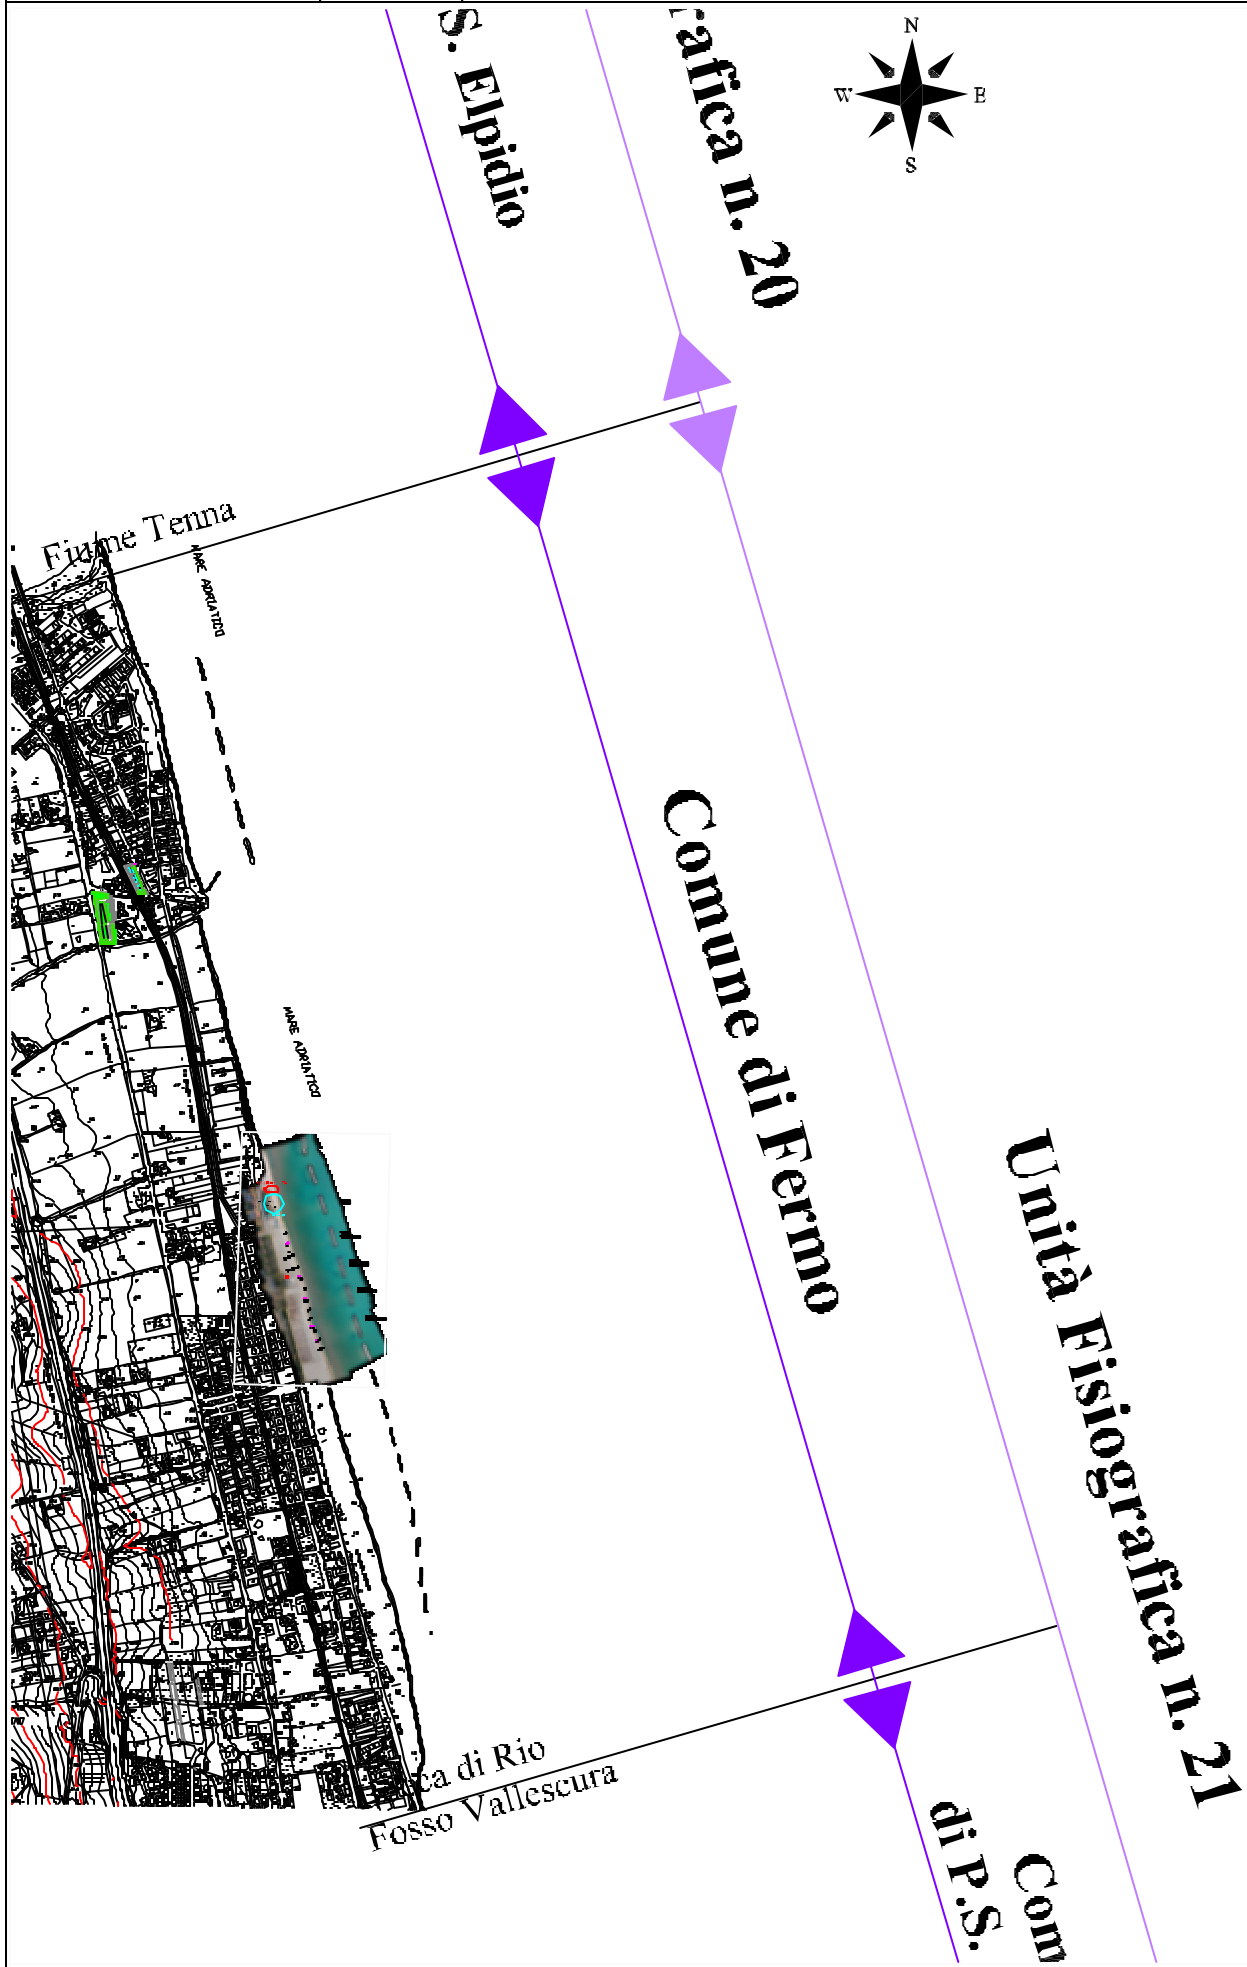 S. Elpidio
rafica n. 20
N
W
E
S
Fiume Tenna
MARE ADRIATICO
Comune di Fermo
MARE ADRIATICO
Unità Fisiografica n. 21
ca di Rio
Fosso Vallescura
Com
di P.S.